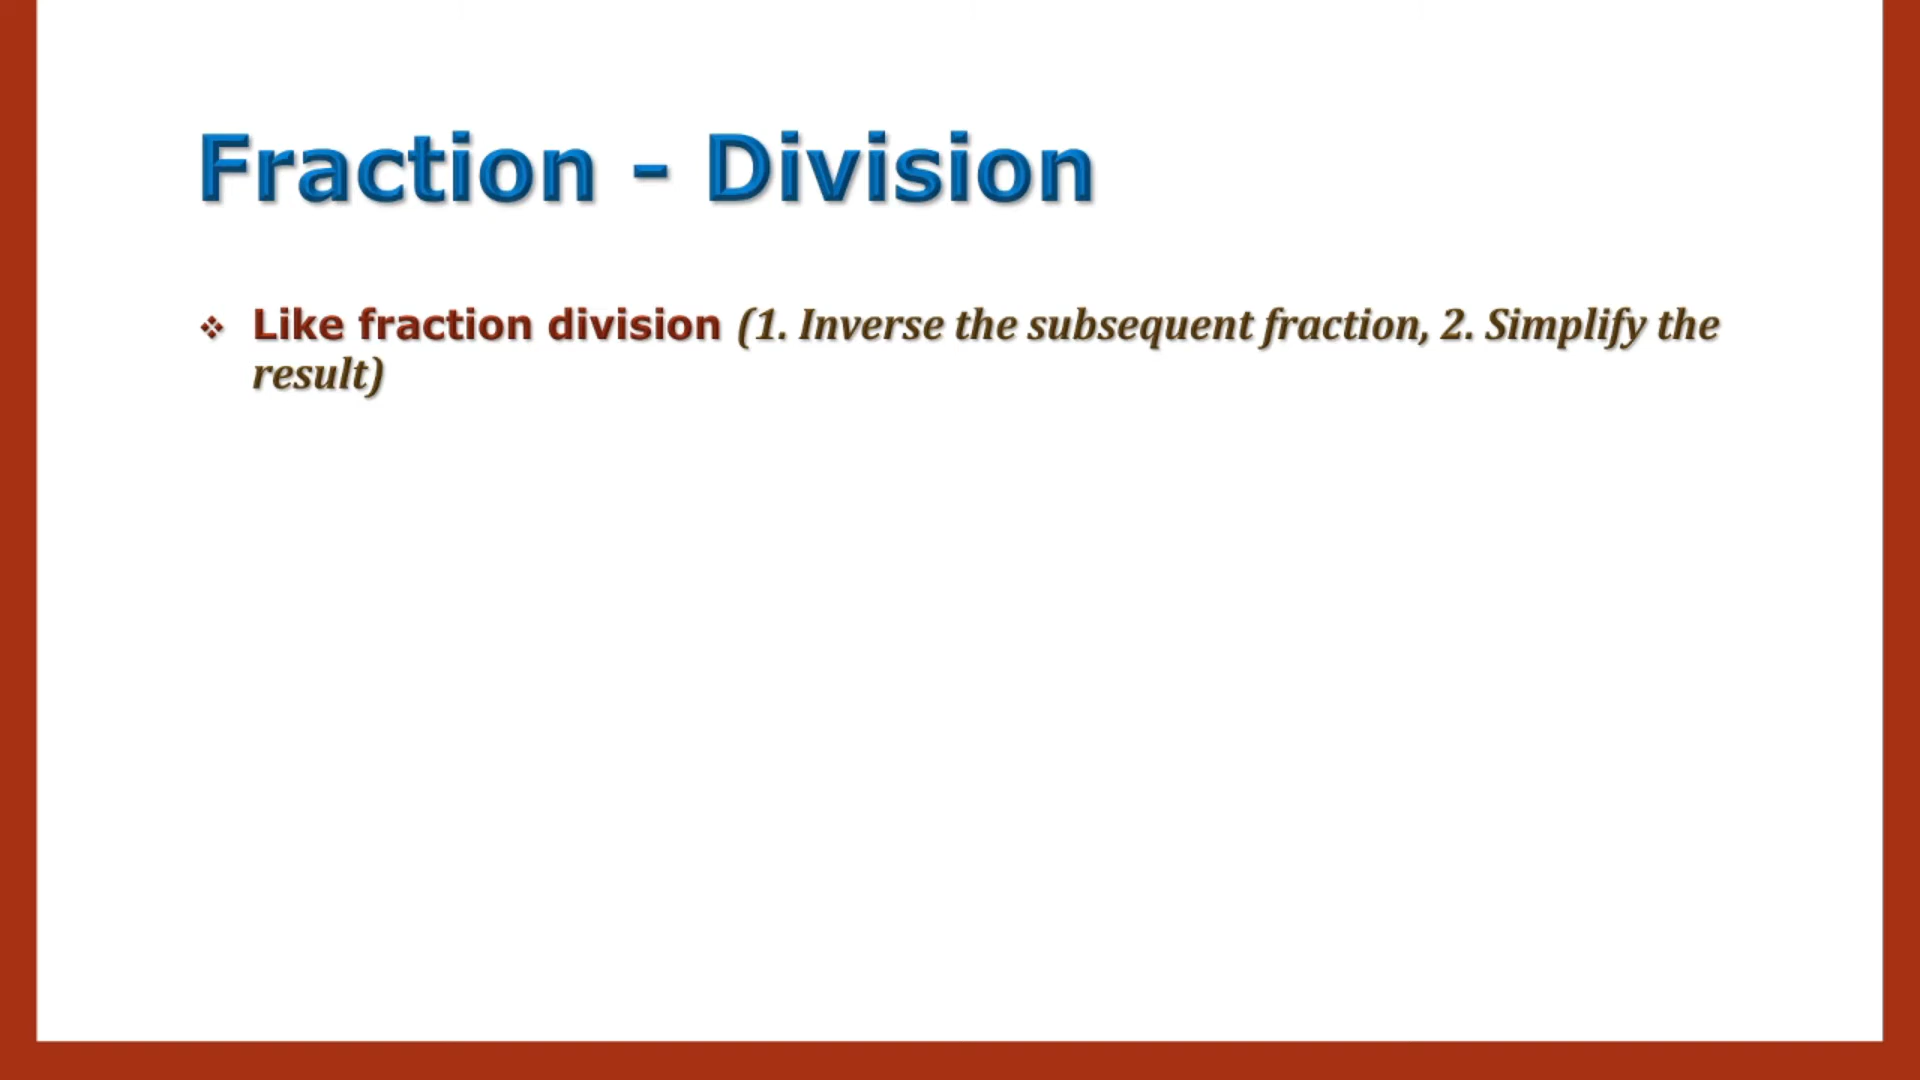 Fraction - Division
❖ Like fraction division (1. Inverse the subsequent fraction, 2. Simplify the
result)